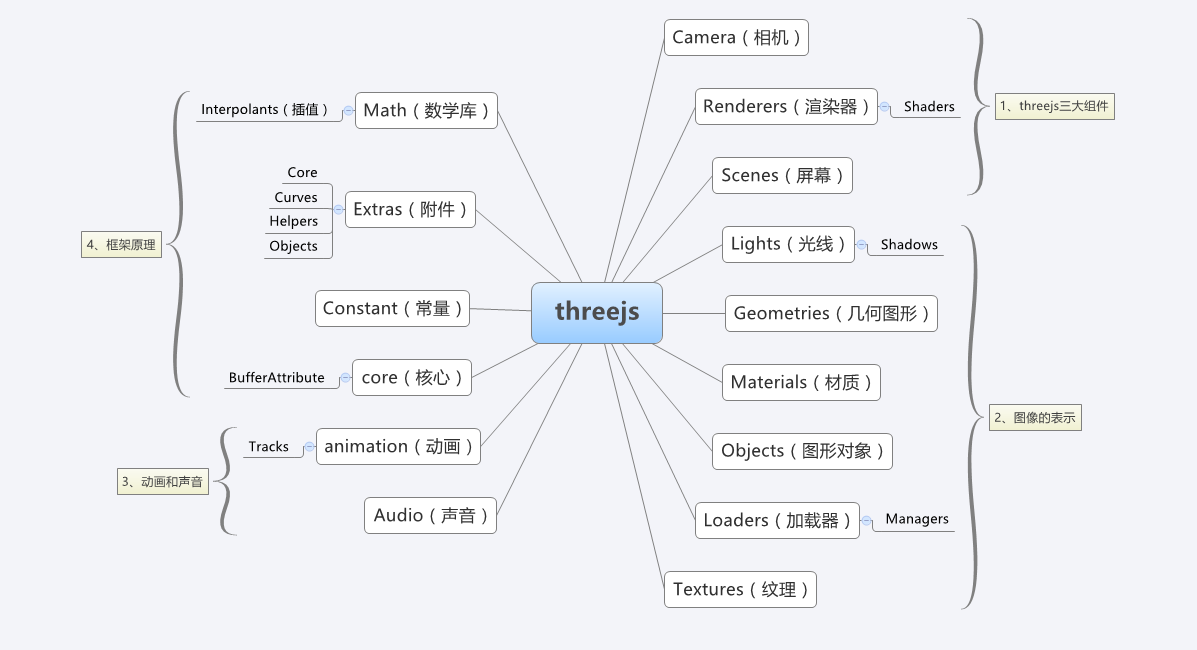 threejs
Camera（相机）
Renderers（渲染器）
Shaders
Scenes（屏幕）
1、threejs三大组件
Lights（光线）
Shadows
Geometries（几何图形）
Materials（材质）
Objects（图形对象）
Loaders（加载器）
Managers
Textures（纹理）
2、图像的表示
animation（动画）
Tracks
Audio（声音）
3、动画和声音
Math（数学库）
Interpolants（插值）
Extras（附件）
Core
Curves
Helpers
Objects
Constant（常量）
core（核心）
BufferAttribute
4、框架原理